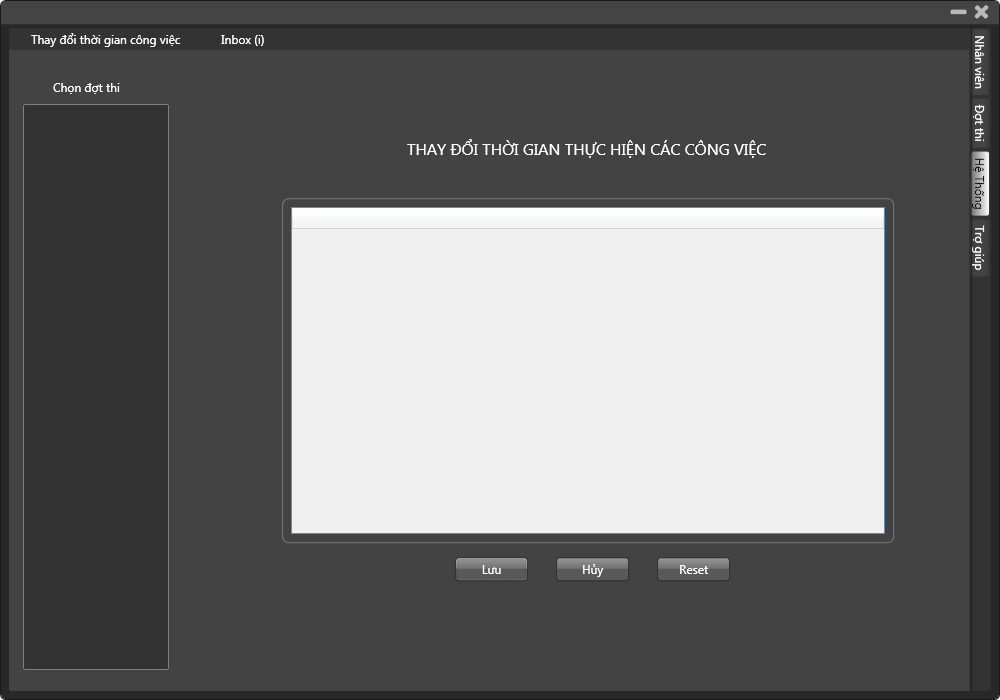 Thay đổi thời gian công việc
Inbox (i)
Chọn đợt thi
THAY ĐỔI THỜI GIAN THỰC HIỆN CÁC CÔNG VIỆC
Lưu
Hủy
Reset
Nhân viên
Đợt thi
Hệ Thống
Trợ giúp